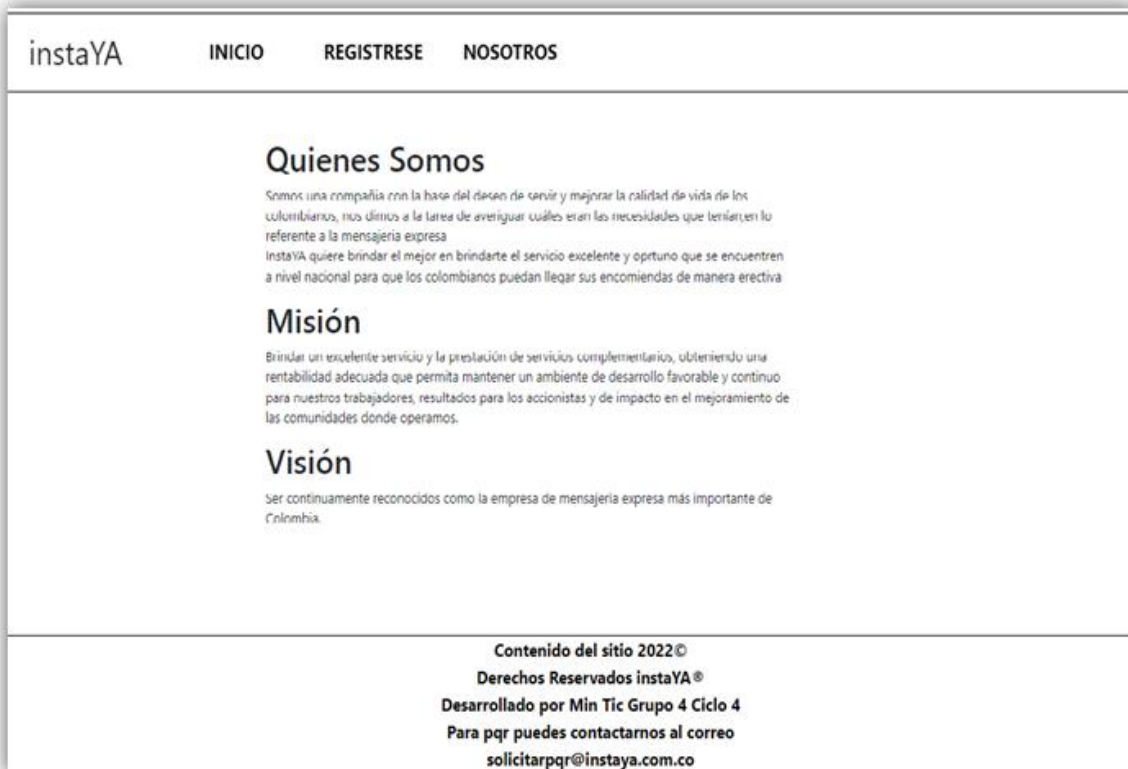 instaYA INICIO REGISTRESE NOSOTROS
Quienes Somos
Somos una compañia con la base del deseo de servir y mejorar la calidad de vida de los
colombianos, nos dimos a la tarea de averiguar cuáles eran las necesidades que tenían,en lo
referente a la mensajeria expresa
InstaYA quiere brindar el mejor en brindarte el servicio excelente y oprtuno que se encuentren
a nivel nacional para que los colombianos puedan llegar sus encomiendas de manera erectiva
Misión
Brindar un excelente servicio y la prestación de servicios complementarios, obteniendo una
rentabilidad adecuada que permita mantener un ambiente de desarrollo favorable y continuo
para nuestros trabajadores, resultados para los accionistas y de impacto en el mejoramiento de
las comunidades donde operamos.
Visión
Ser continuamente reconocidos como la empresa de mensajeria expresa más importante de
Colombia.
Contenido del sitio 2022©
Derechos Reservados instaYA®
Desarrollado por Min Tic Grupo 4 Ciclo 4
Para pqr puedes contactarnos al correo
solicitarpqr@instaya.com.co